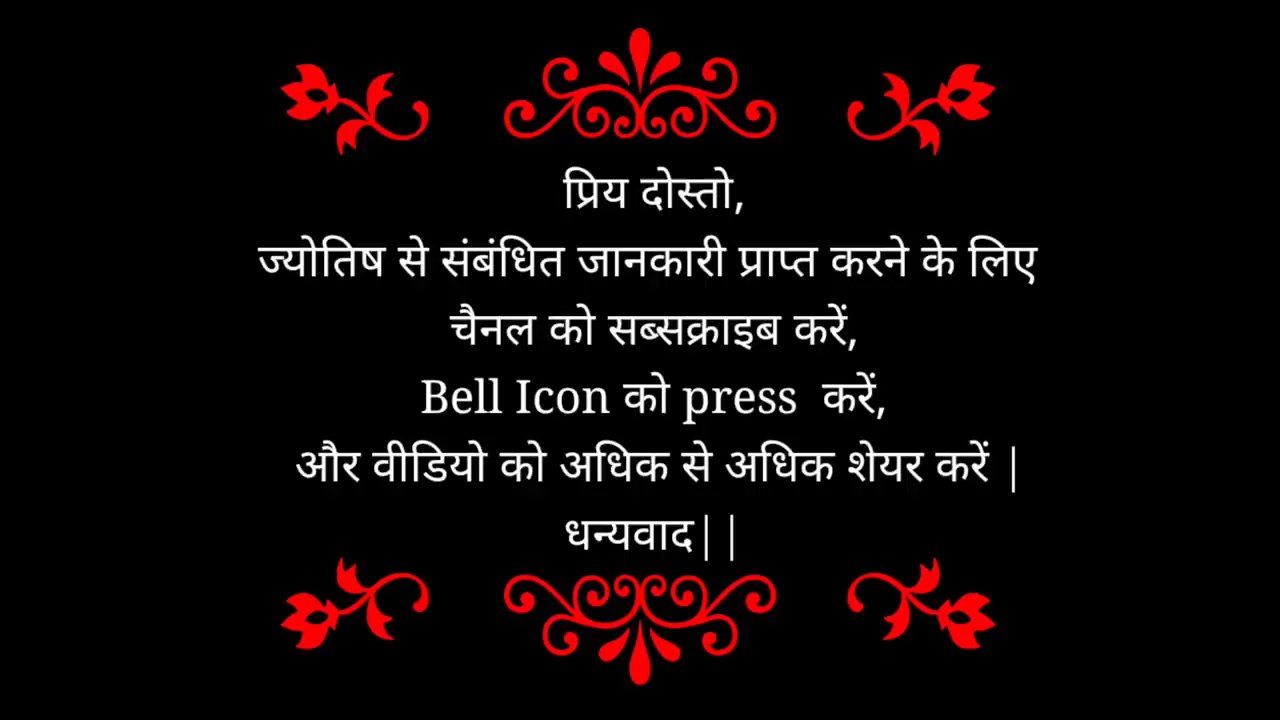 प्रिय दोस्तो,
ज्योतिष से संबंधित जानकारी प्राप्त करने के लिए
चैनल को सब्सक्राइब करें,
Bell Icon को press  करें,
और वीडियो को अधिक से अधिक शेयर करें |
धन्यवाद||